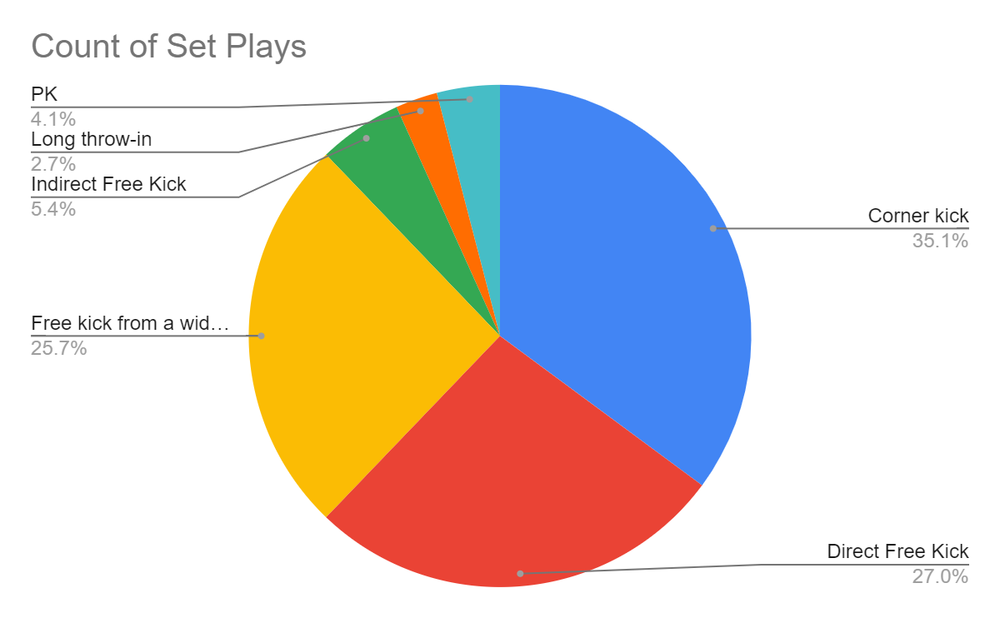 Count of Set Plays
PK
4.1%
Long throw-in
2.7%
Indirect Free Kick
5.4%
Free kick from a wid…
25.7%
Corner kick
35.1%
Direct Free Kick
27.0%